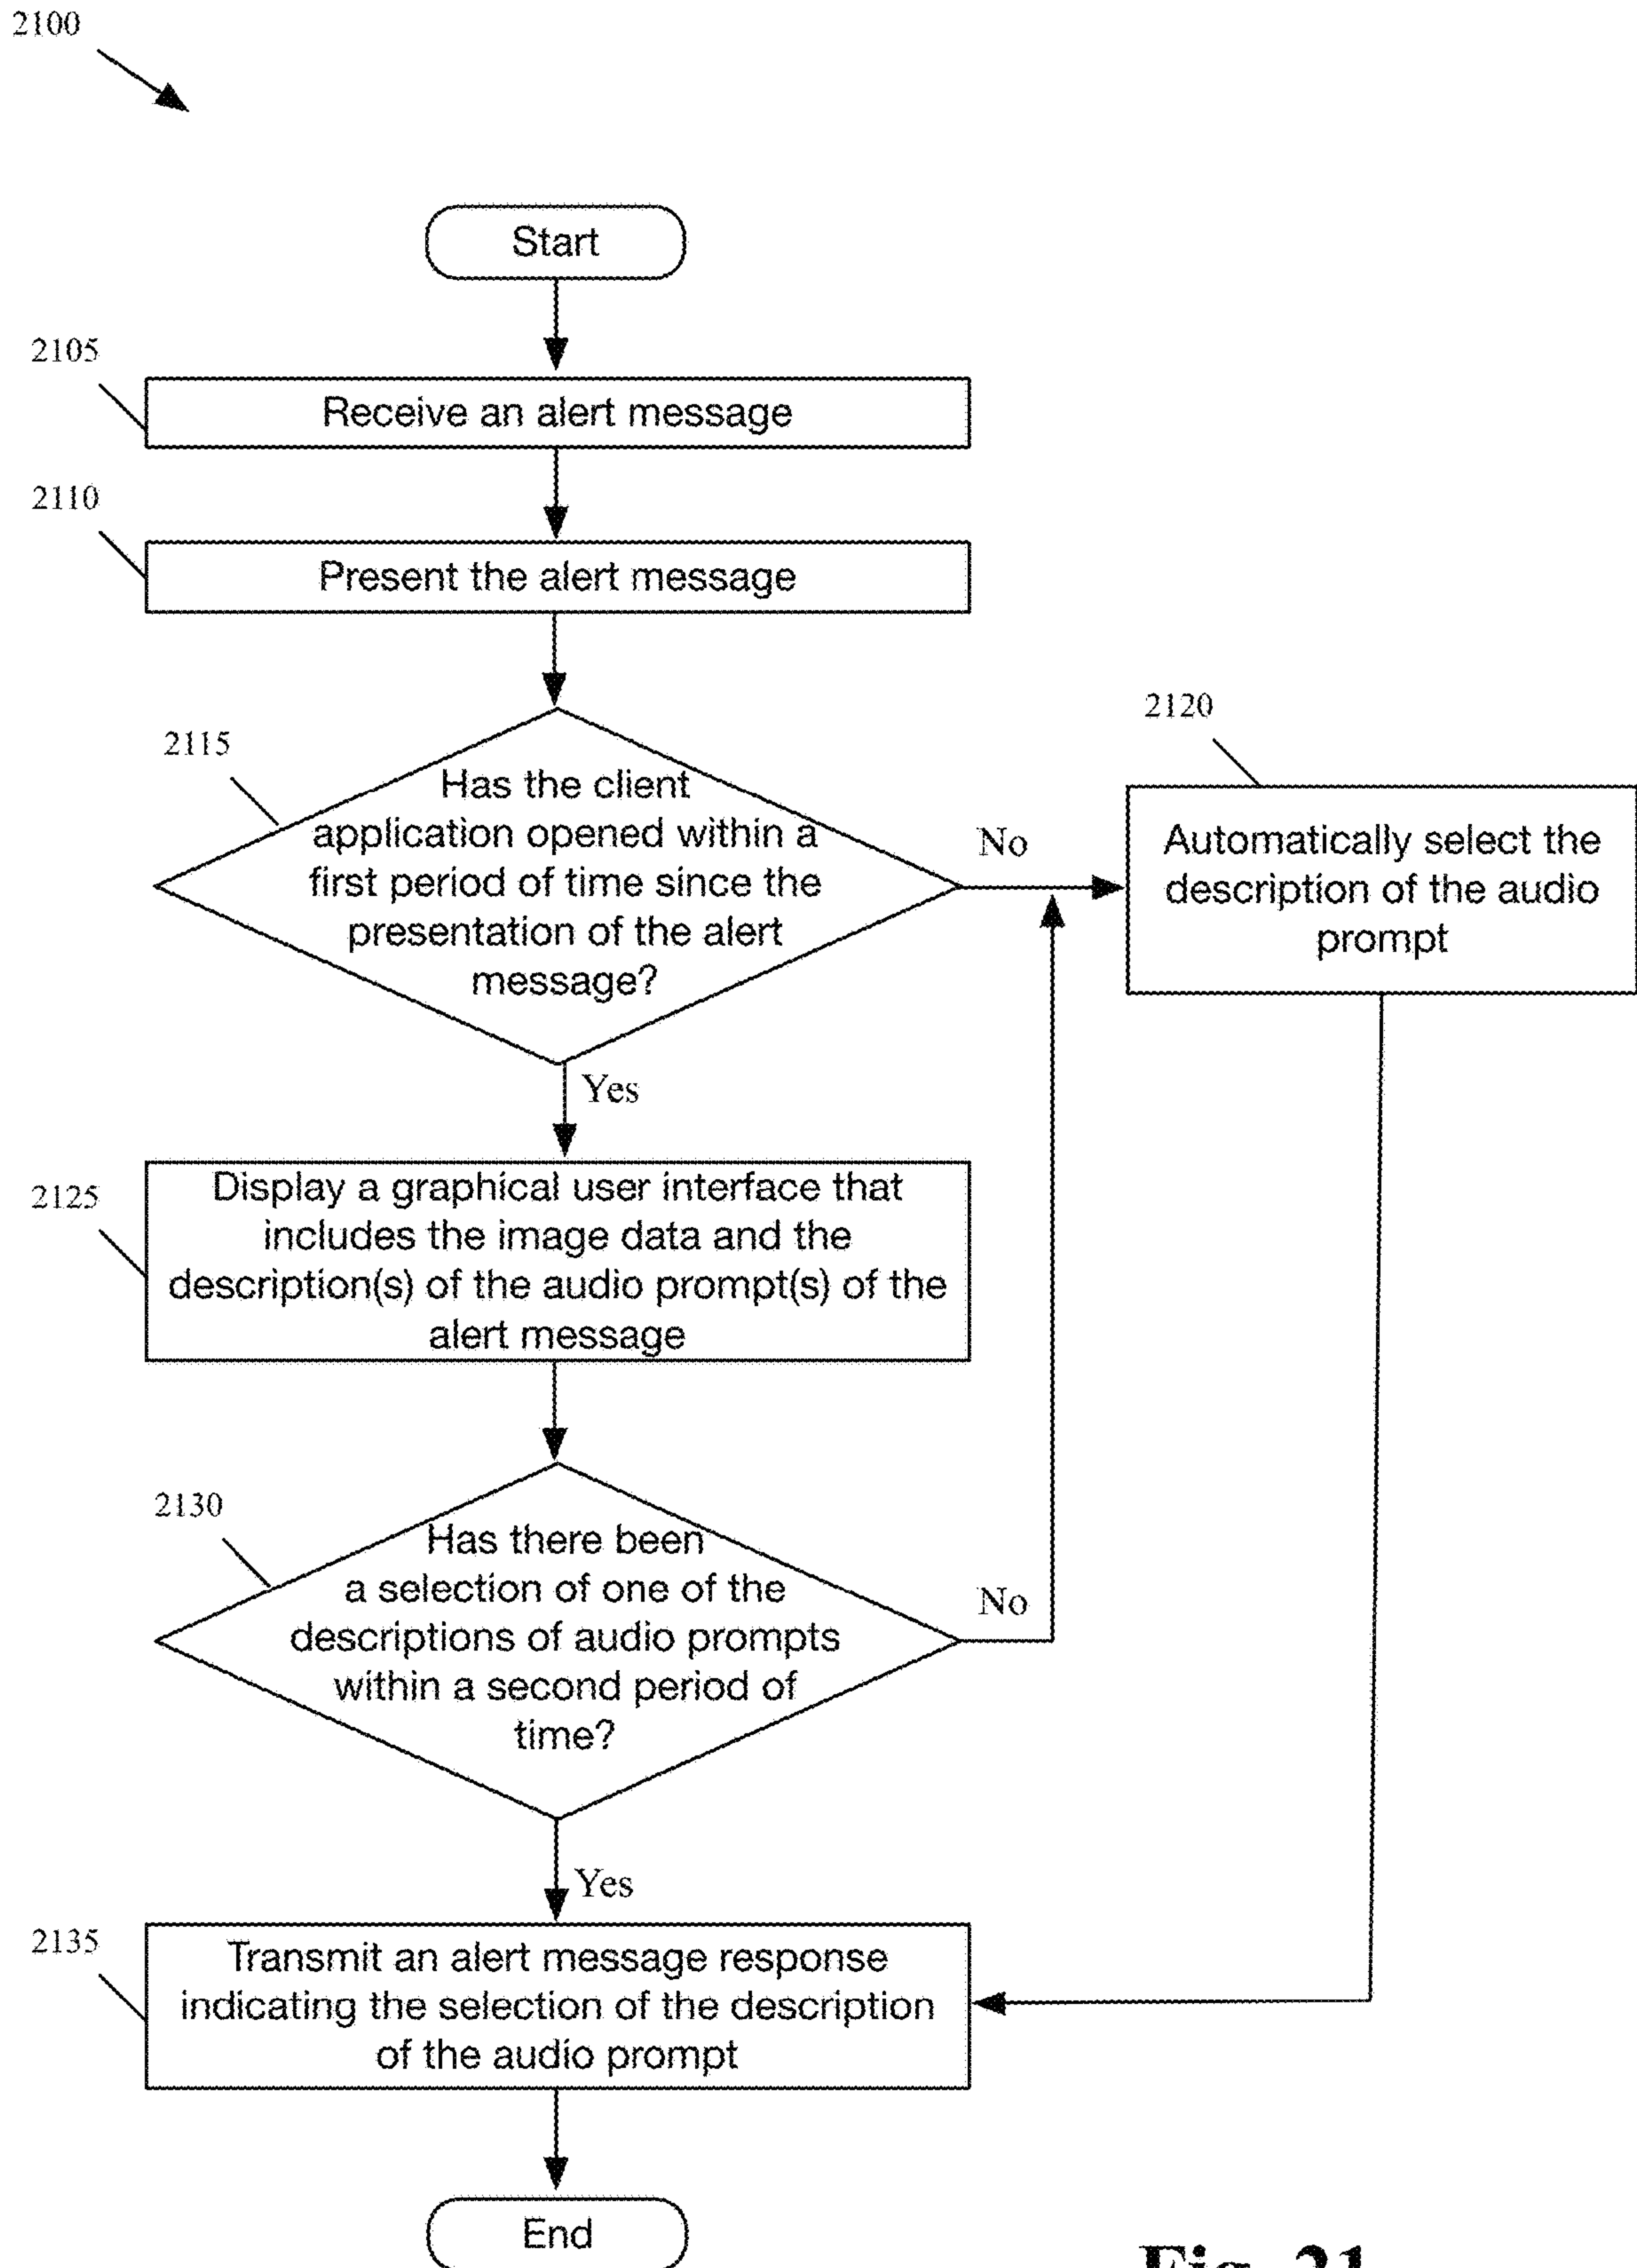 2100
Start
2105
Receive an alert message
2110
Present the alert message
2115
Has the client
application opened within a
first period of time since the
presentation of the alert
message?
No
2120
Automatically select the
description of the audio
prompt
Yes
2125
Display a graphical user interface that
includes the image data and the
description(s) of the audio prompt(s) of the
alert message
2130
Has there been
a selection of one of the
descriptions of audio prompts
within a second period of
time?
No
Yes
2135
Transmit an alert message response
indicating the selection of the description
of the audio prompt
End
Fig. 21